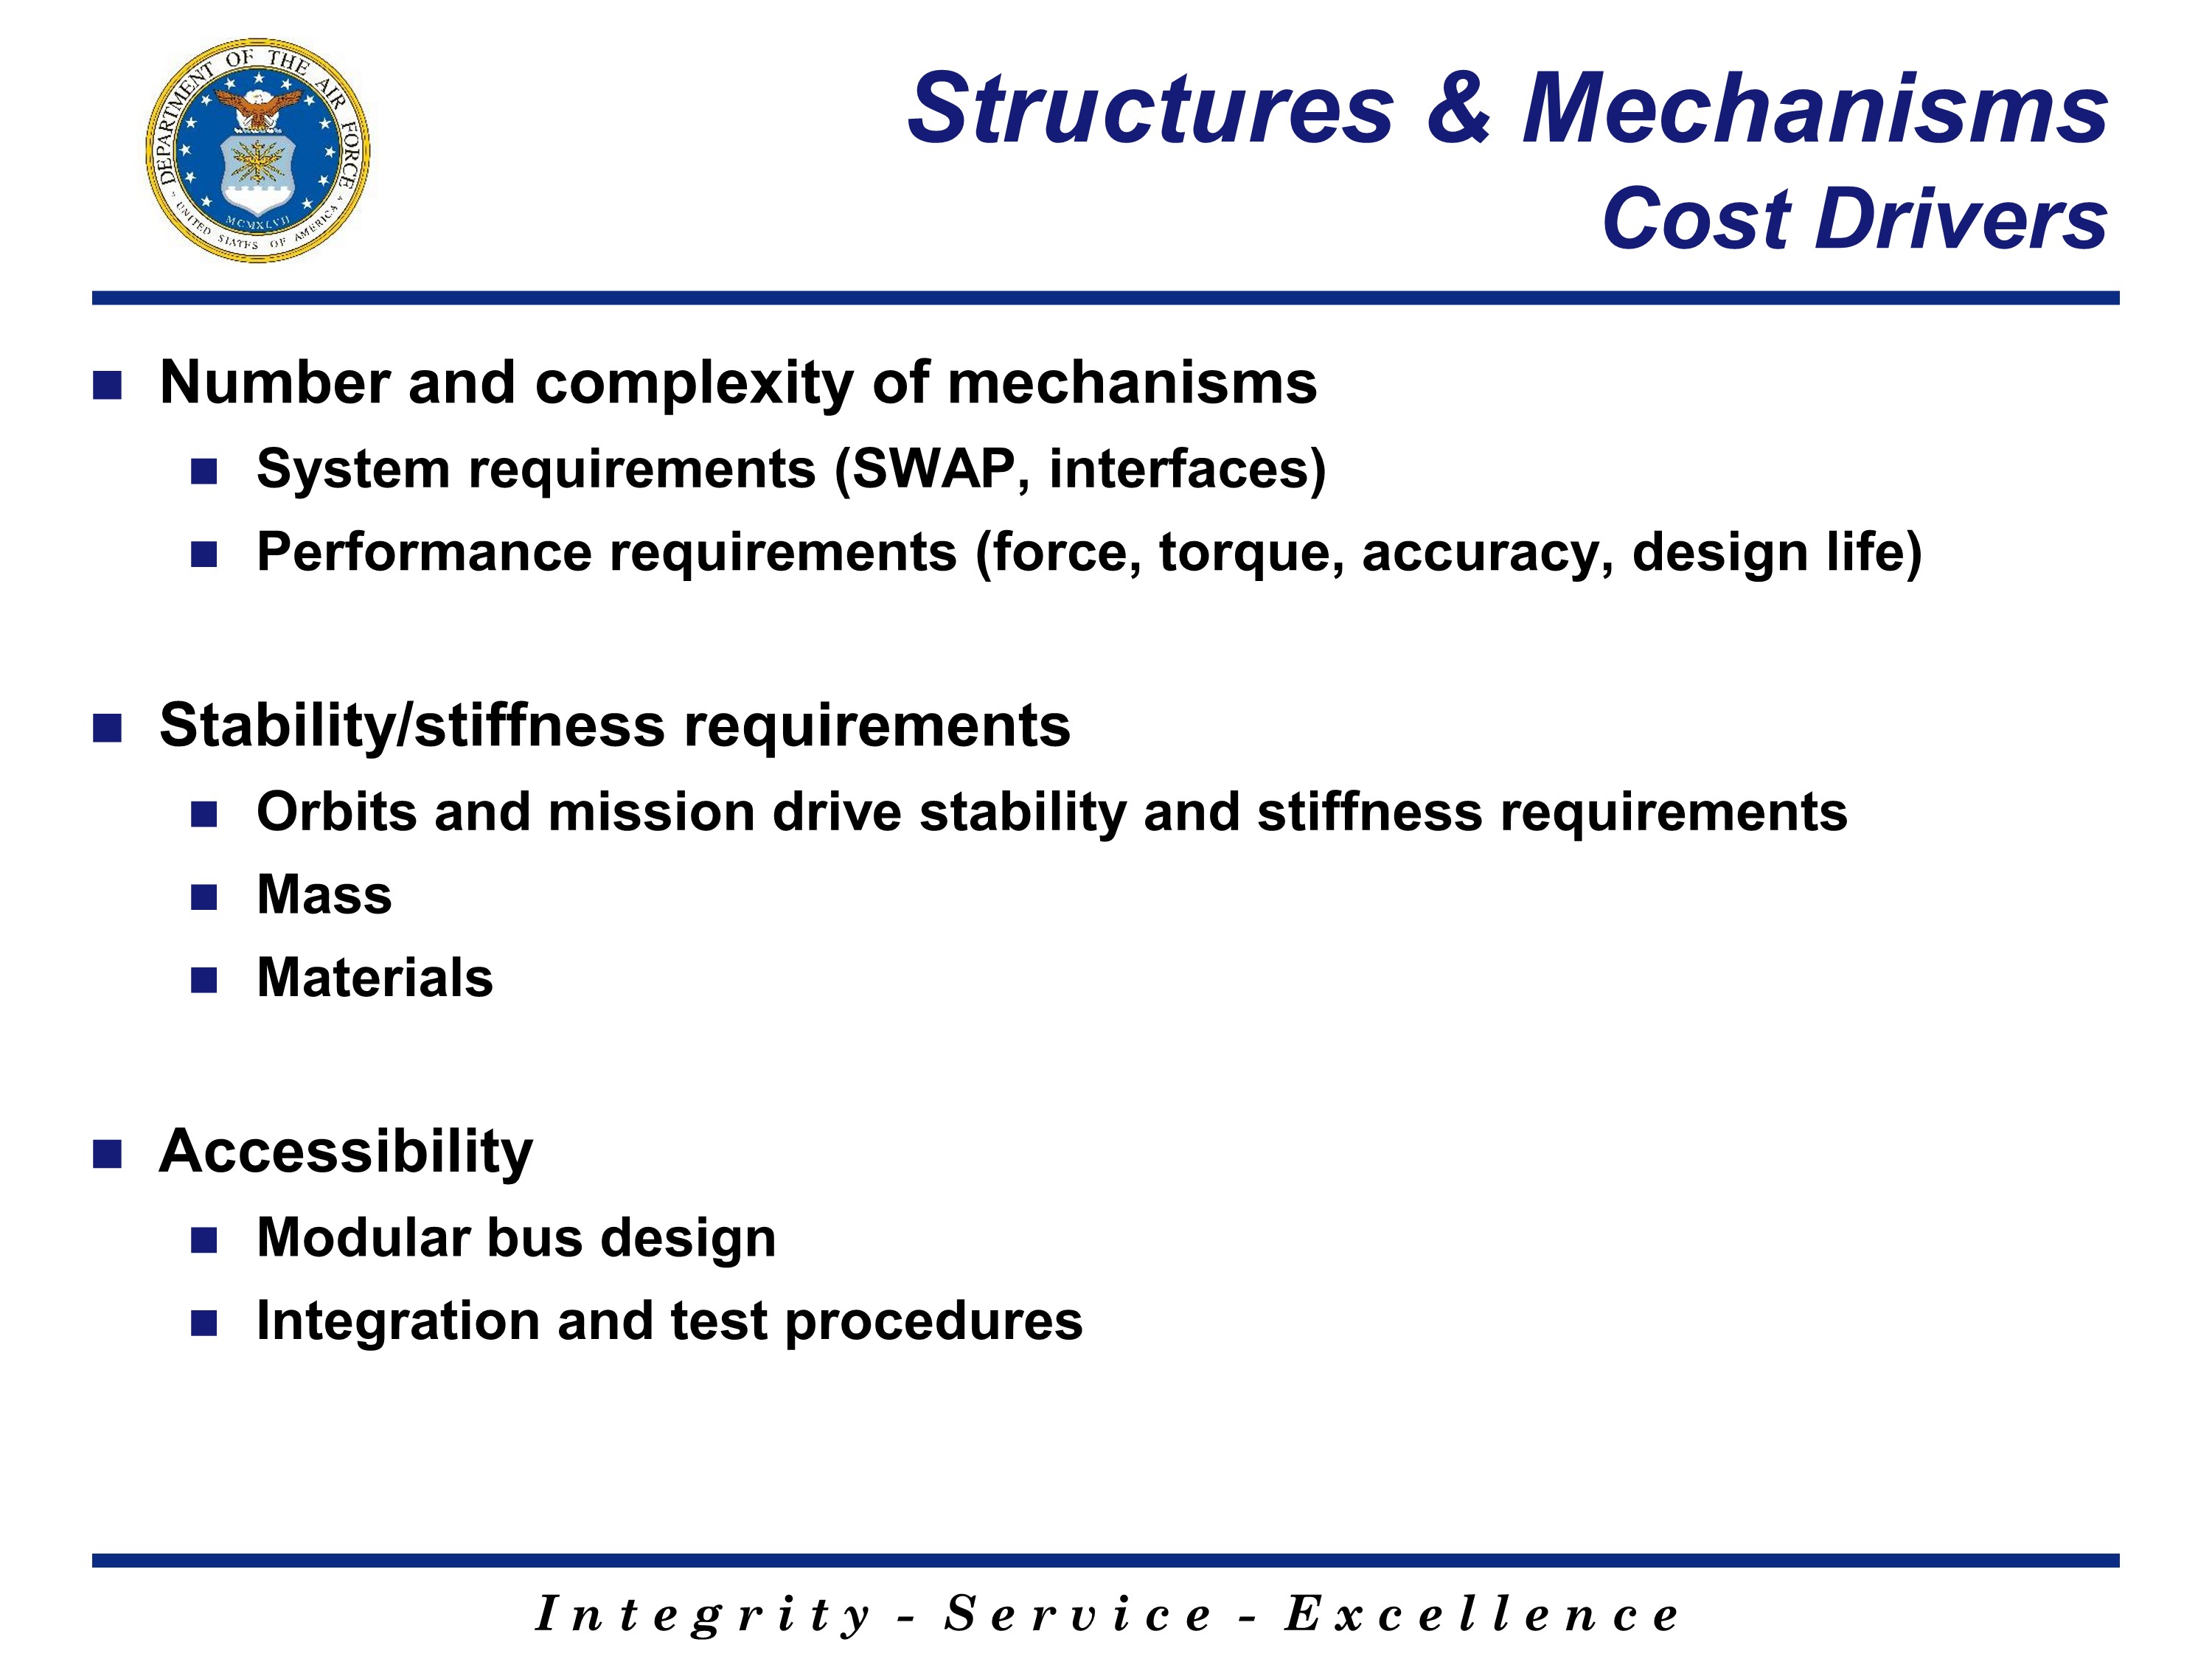 DEPARTMENT OF THE AIR FORCE
UNITED STATES OF AMERICA
MCMXLVII
Structures & Mechanisms
Cost Drivers
Number and complexity of mechanisms
System requirements (SWAP, interfaces)
Performance requirements (force, torque, accuracy, design life)
Stability/stiffness requirements
Orbits and mission drive stability and stiffness requirements
Mass
Materials
Accessibility
Modular bus design
Integration and test procedures
Integrity - Service - Excellence